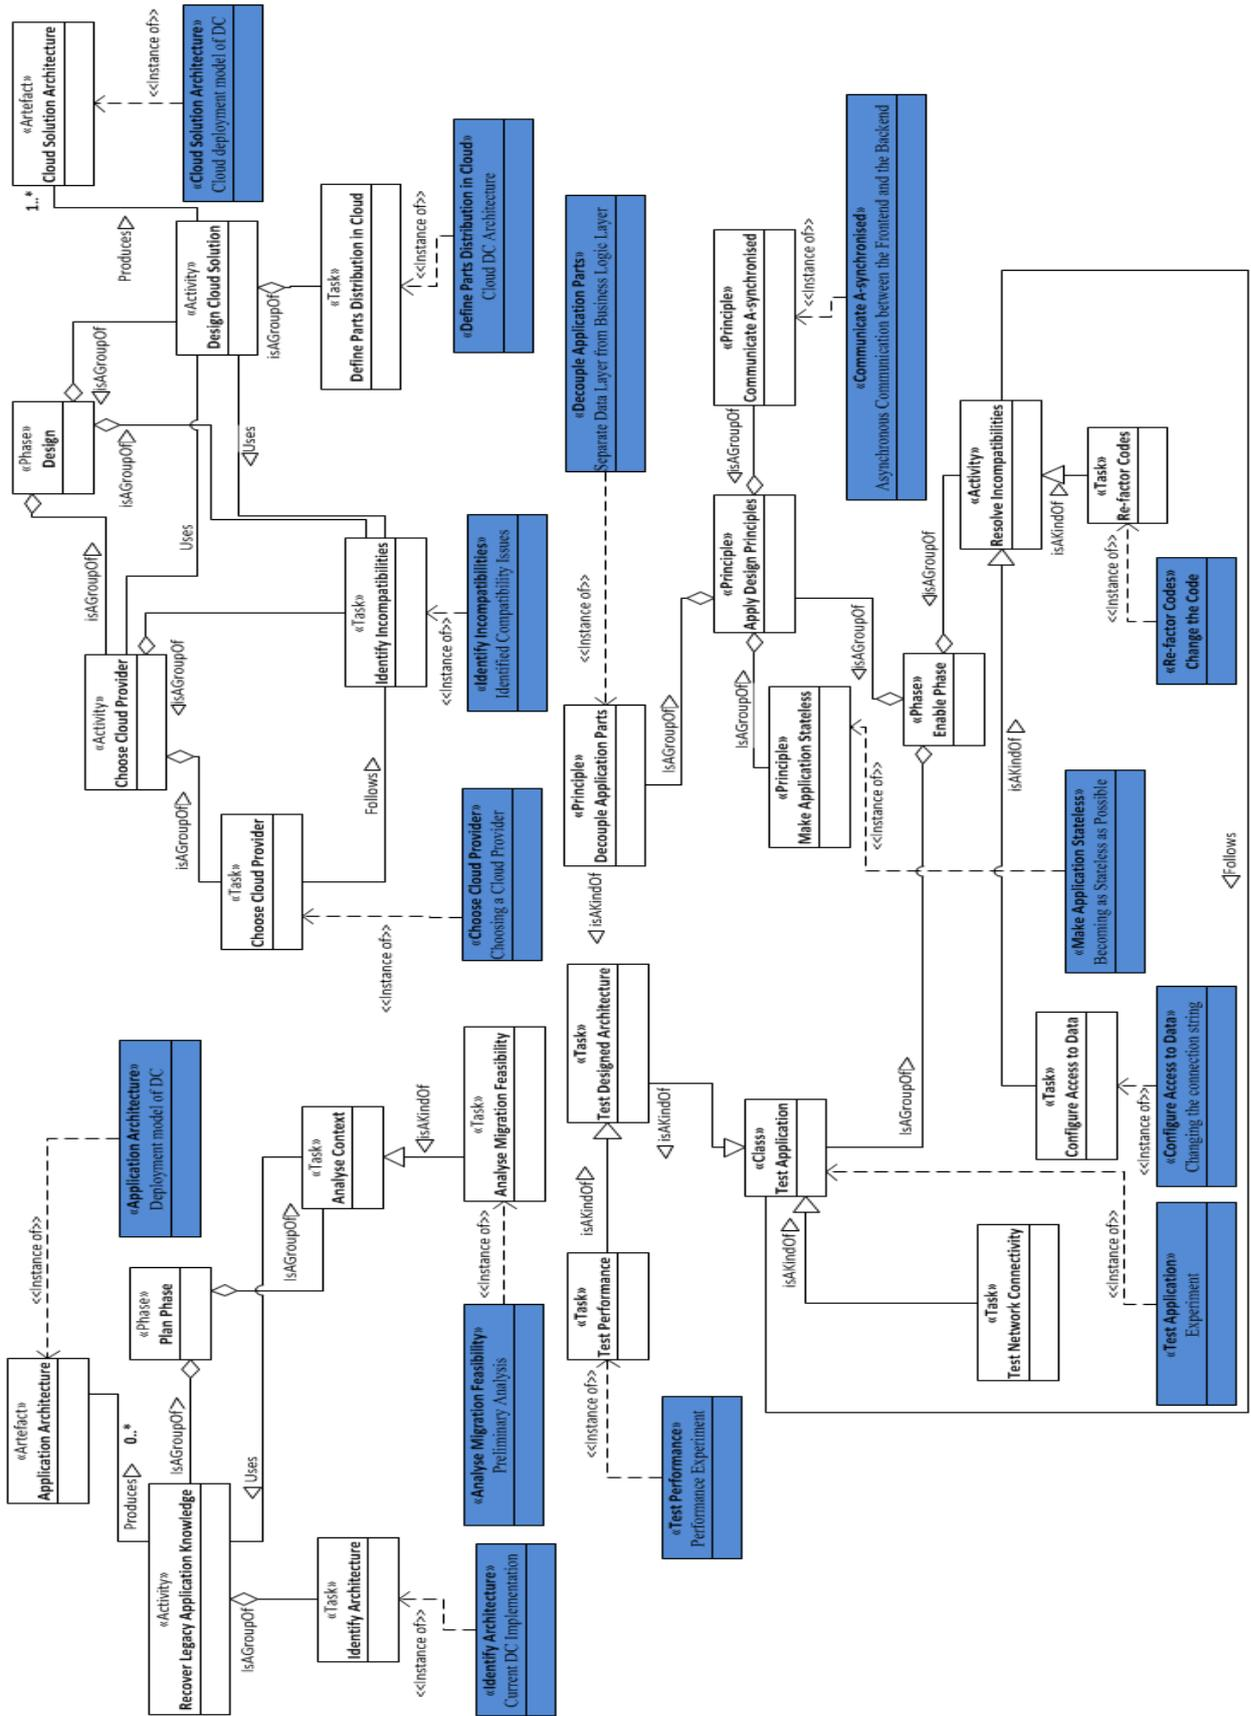 «Artefact»
Application Architecture
<<Instance of>>
«Application Architecture»
Deployment model of DC
Produces
0..*
«Activity»
Recover Legacy Application Knowledge
IsAGroupOf
«Phase»
Plan Phase
IsAGroupOf
Uses
«Task»
Analyse Context
IsAGroupOf
«Task»
Identify Architecture
<<Instance of>>
«Identify Architecture»
Current DC Implementation
isAKindOf
«Task»
Analyse Migration Feasibility
<<Instance of>>
«Analyse Migration Feasibility»
Preliminary Analysis
«Phase»
Design
isAGroupOf
isAGroupOf
isAGroupOf
«Artefact»
Cloud Solution Architecture
1..*
Produces
<<Instance of>>
«Cloud Solution Architecture»
Cloud deployment model of DC
«Activity»
Choose Cloud Provider
isAGroupOf
isAGroupOf
Uses
Uses
«Activity»
Design Cloud Solution
isAGroupOf
«Task»
Choose Cloud Provider
Follows
«Task»
Identify Incompatibilities
«Task»
Define Parts Distribution in Cloud
<<Instance of>>
«Choose Cloud Provider»
Choosing a Cloud Provider
<<Instance of>>
«Identify Incompatibilities»
Identified Compatibility Issues
<<Instance of>>
«Define Parts Distribution in Cloud»
Cloud DC Architecture
«Task»
Test Performance
isAKindOf
«Task»
Test Designed Architecture
isAKindOf
«Principle»
Decouple Application Parts
<<Instance of>>
«Decouple Application Parts»
Separate Data Layer from Business Logic Layer
<<Instance of>>
«Test Performance»
Performance Experiment
isAKindOf
IsAGroupOf
«Class»
Test Application
«Principle»
Apply Design Principles
IsAGroupOf
«Principle»
Communicate A-synchronised
IsAGroupOf
«Principle»
Make Application Stateless
<<Instance of>>
<<Instance of>>
«Communicate A-synchronised»
Asynchronous Communication between the Frontend and the Backend
isAKindOf
IsAGroupOf
IsAGroupOf
«Phase»
Enable Phase
IsAGroupOf
«Activity»
Resolve Incompatibilities
«Task»
Test Network Connectivity
isAKindOf
isAKindOf
«Task»
Configure Access to Data
«Make Application Stateless»
Becoming as Stateless as Possible
«Task»
Re-factor Codes
<<Instance of>>
«Test Application»
Experiment
<<Instance of>>
«Configure Access to Data»
Changing the connection string
<<Instance of>>
«Re-factor Codes»
Change the Code
Follows